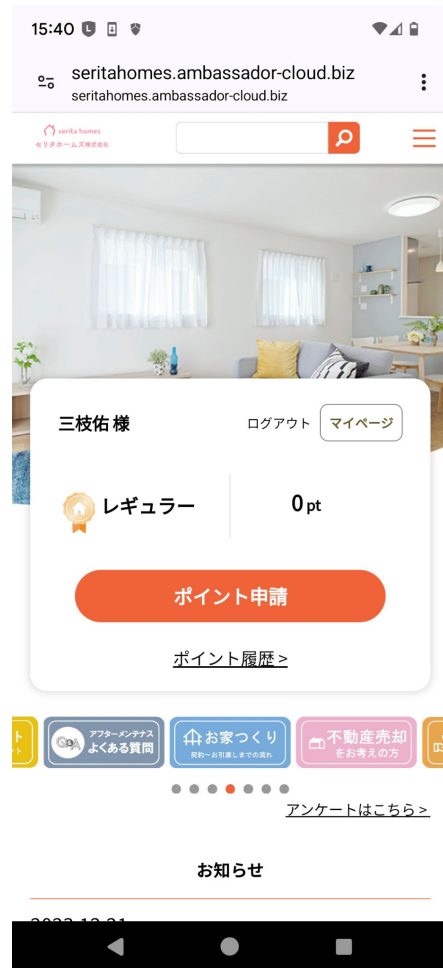 15:40
seritahomes.ambassador-cloud.biz
seritahomes.ambassador-cloud.biz
serita homes
セリタホームズ株式会社
三枝佑 様
ログアウト
マイページ
レギュラー
0 pt
ポイント申請
ポイント履歴 >
ト
Q&A
アフターメンテナス
よくある質問
お家づくり
契約~お引渡しまでの流れ
不動産売却
をお考えの方
アンケートはこちら >
お知らせ